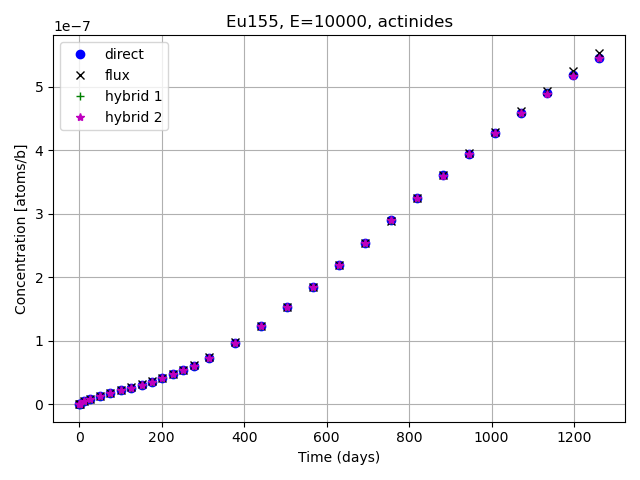 Eu155, E=10000, actinides
1e−7
direct
flux
hybrid 1
hybrid 2
5
4
3
2
1
0
Concentration [atoms/b]
0 200 400 600 800 1000 1200
Time (days)